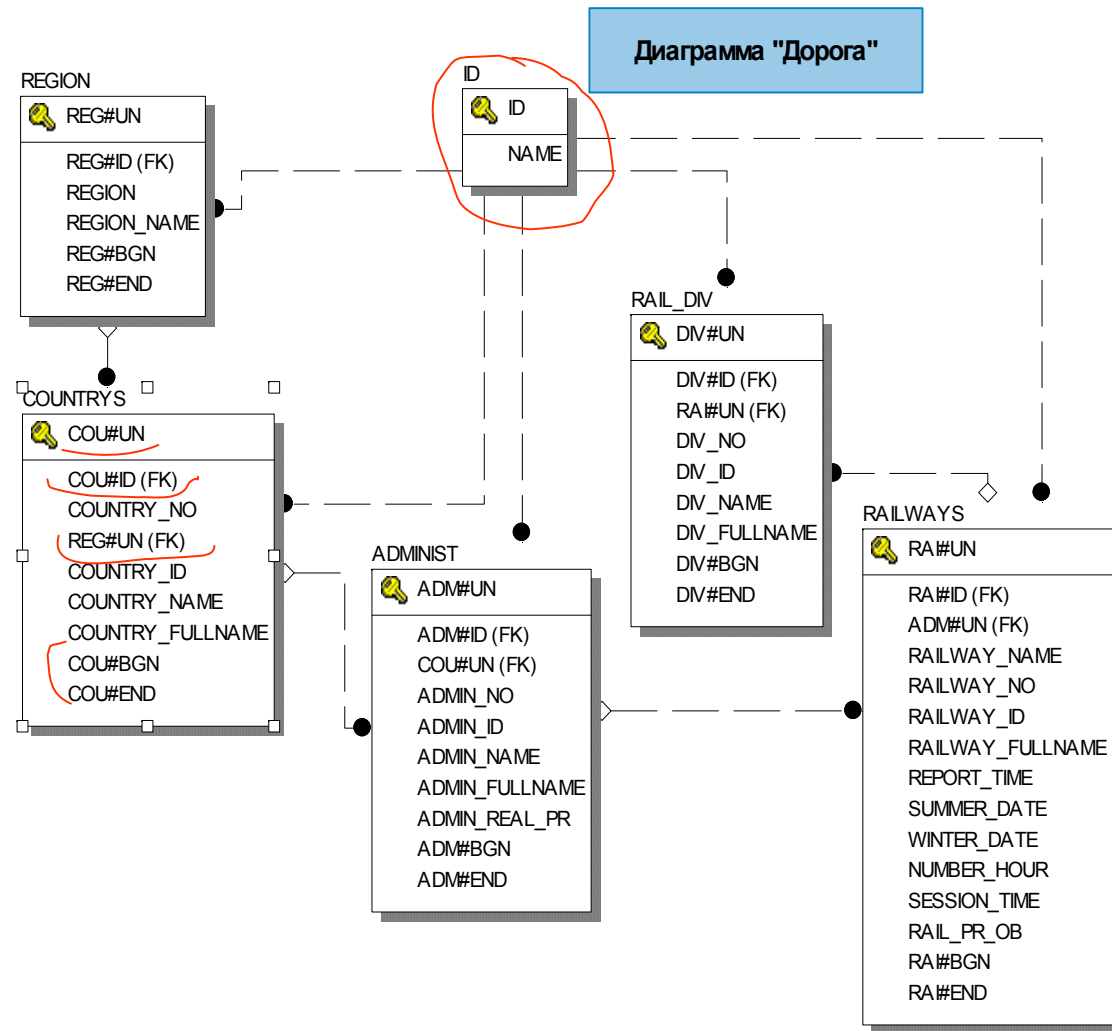 Диаграмма "Дорога"
REGION
REG#UN
REG#ID (FK)
REGION
REGION_NAME
REG#BGN
REG#END
ID
ID
NAME
COUNTRYS
COU#UN
COU#ID (FK)
COUNTRY_NO
REG#UN (FK)
COUNTRY_ID
COUNTRY_NAME
COUNTRY_FULLNAME
COU#BGN
COU#END
ADMINIST
ADM#UN
ADM#ID (FK)
COU#UN (FK)
ADMIN_NO
ADMIN_ID
ADMIN_NAME
ADMIN_FULLNAME
ADMIN_REAL_PR
ADM#BGN
ADM#END
RAIL_DIV
DIV#UN
DIV#ID (FK)
RAI#UN (FK)
DIV_NO
DIV_ID
DIV_NAME
DIV_FULLNAME
DIV#BGN
DIV#END
RAILWAYS
RAI#UN
RAI#ID (FK)
ADM#UN (FK)
RAILWAY_NAME
RAILWAY_NO
RAILWAY_ID
RAILWAY_FULLNAME
REPORT_TIME
SUMMER_DATE
WINTER_DATE
NUMBER_HOUR
SESSION_TIME
RAIL_PR_OB
RAI#BGN
RAI#END